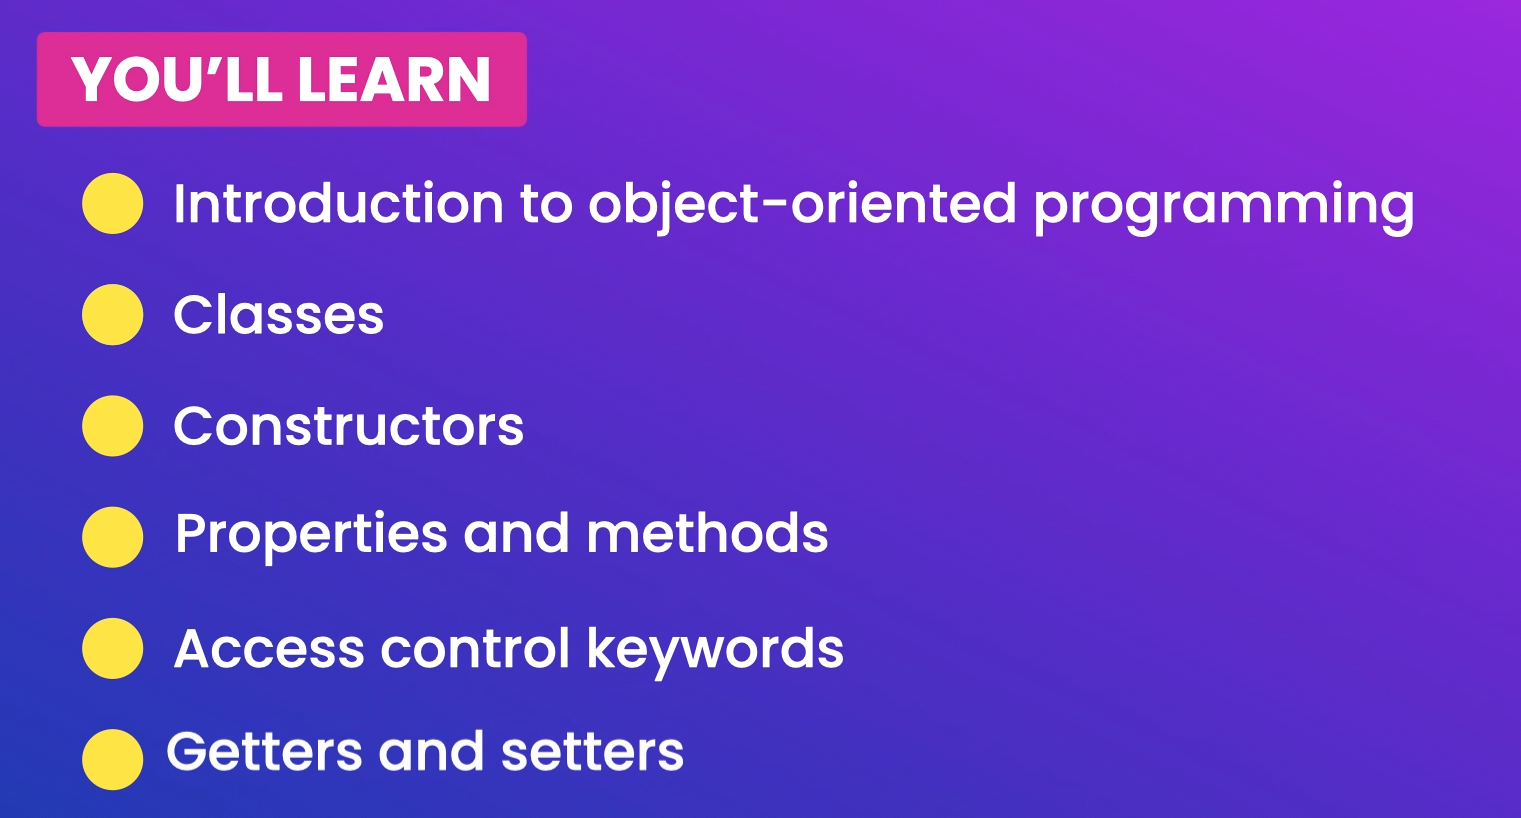 YOU’LL LEARN
Introduction to object-oriented programming
Classes
Constructors
Properties and methods
Access control keywords
Getters and setters